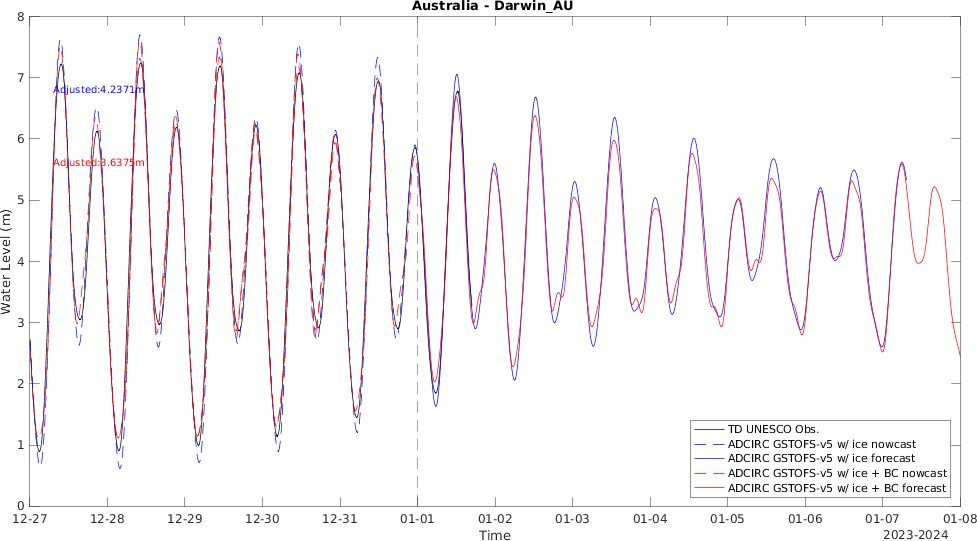 Australia - Darwin_AU
8
7
Adjusted:4.2371m
6
Adjusted:3.6375m
5
4
3
2
1
0
Water Level (m)
TD UNESCO Obs.
ADCIRC GSTOFS-v5 w/ ice nowcast
ADCIRC GSTOFS-v5 w/ ice forecast
ADCIRC GSTOFS-v5 w/ ice + BC nowcast
ADCIRC GSTOFS-v5 w/ ice + BC forecast
12-27 12-28 12-29 12-30 12-31 01-01 01-02 01-03 01-04 01-05 01-06 01-07 01-08
Time
2023-2024